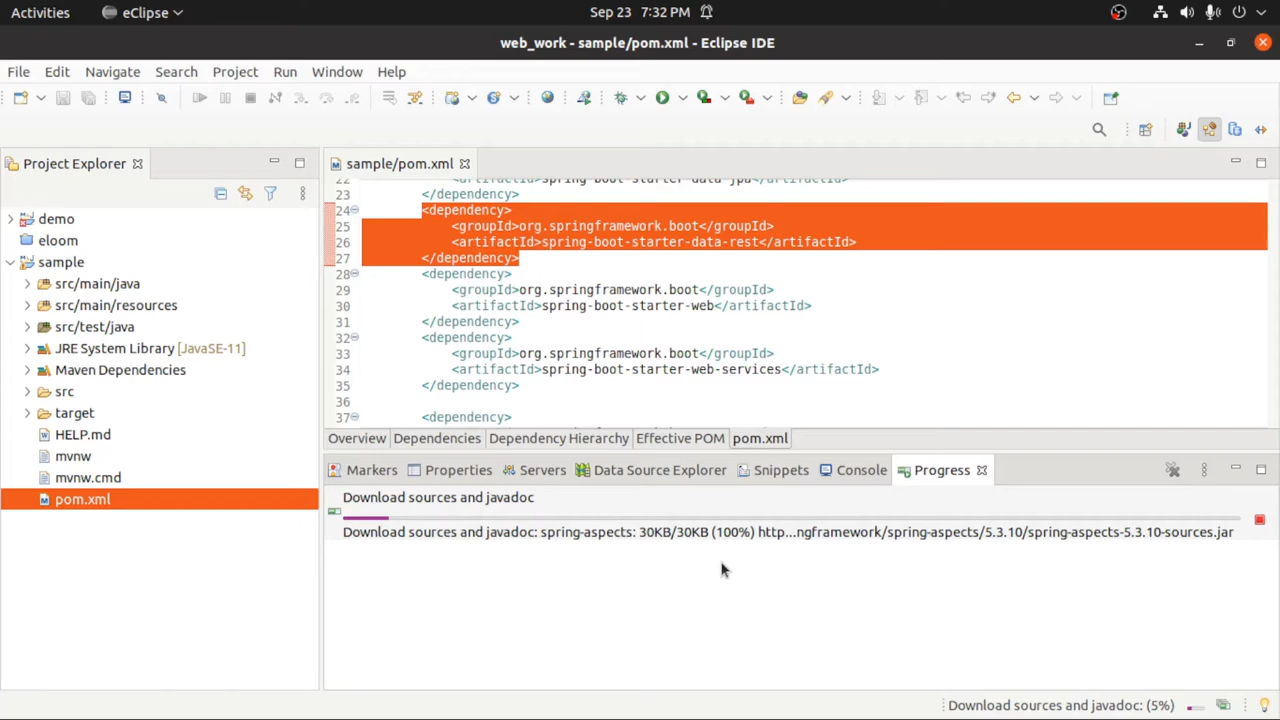 Activities eClipse Sep 23 7:32 PM
web_work - sample/pom.xml - Eclipse IDE
File Edit Navigate Search Project Run Window Help
Project Explorer
demo
eloom
sample
src/main/java
src/main/resources
src/test/java
JRE System Library [JavaSE-11]
Maven Dependencies
src
target
HELP.md
mvnw
mvnw.cmd
pom.xml
sample/pom.xml
22 <artifactId>spring-boot-starter-data-jpa</artifactId>
23 </dependency>
24 <dependency>
25 <groupId>org.springframework.boot</groupId>
26 <artifactId>spring-boot-starter-data-rest</artifactId>
27 </dependency>
28 <dependency>
29 <groupId>org.springframework.boot</groupId>
30 <artifactId>spring-boot-starter-web</artifactId>
31 </dependency>
32 <dependency>
33 <groupId>org.springframework.boot</groupId>
34 <artifactId>spring-boot-starter-web-services</artifactId>
35 </dependency>
36
37 <dependency>
Overview Dependencies Dependency Hierarchy Effective POM pom.xml
Markers Properties Servers Data Source Explorer Snippets Console Progress
Download sources and javadoc
Download sources and javadoc: spring-aspects: 30KB/30KB (100%) http...ngframework/spring-aspects/5.3.10/spring-aspects-5.3.10-sources.jar
Download sources and javadoc: (5%)